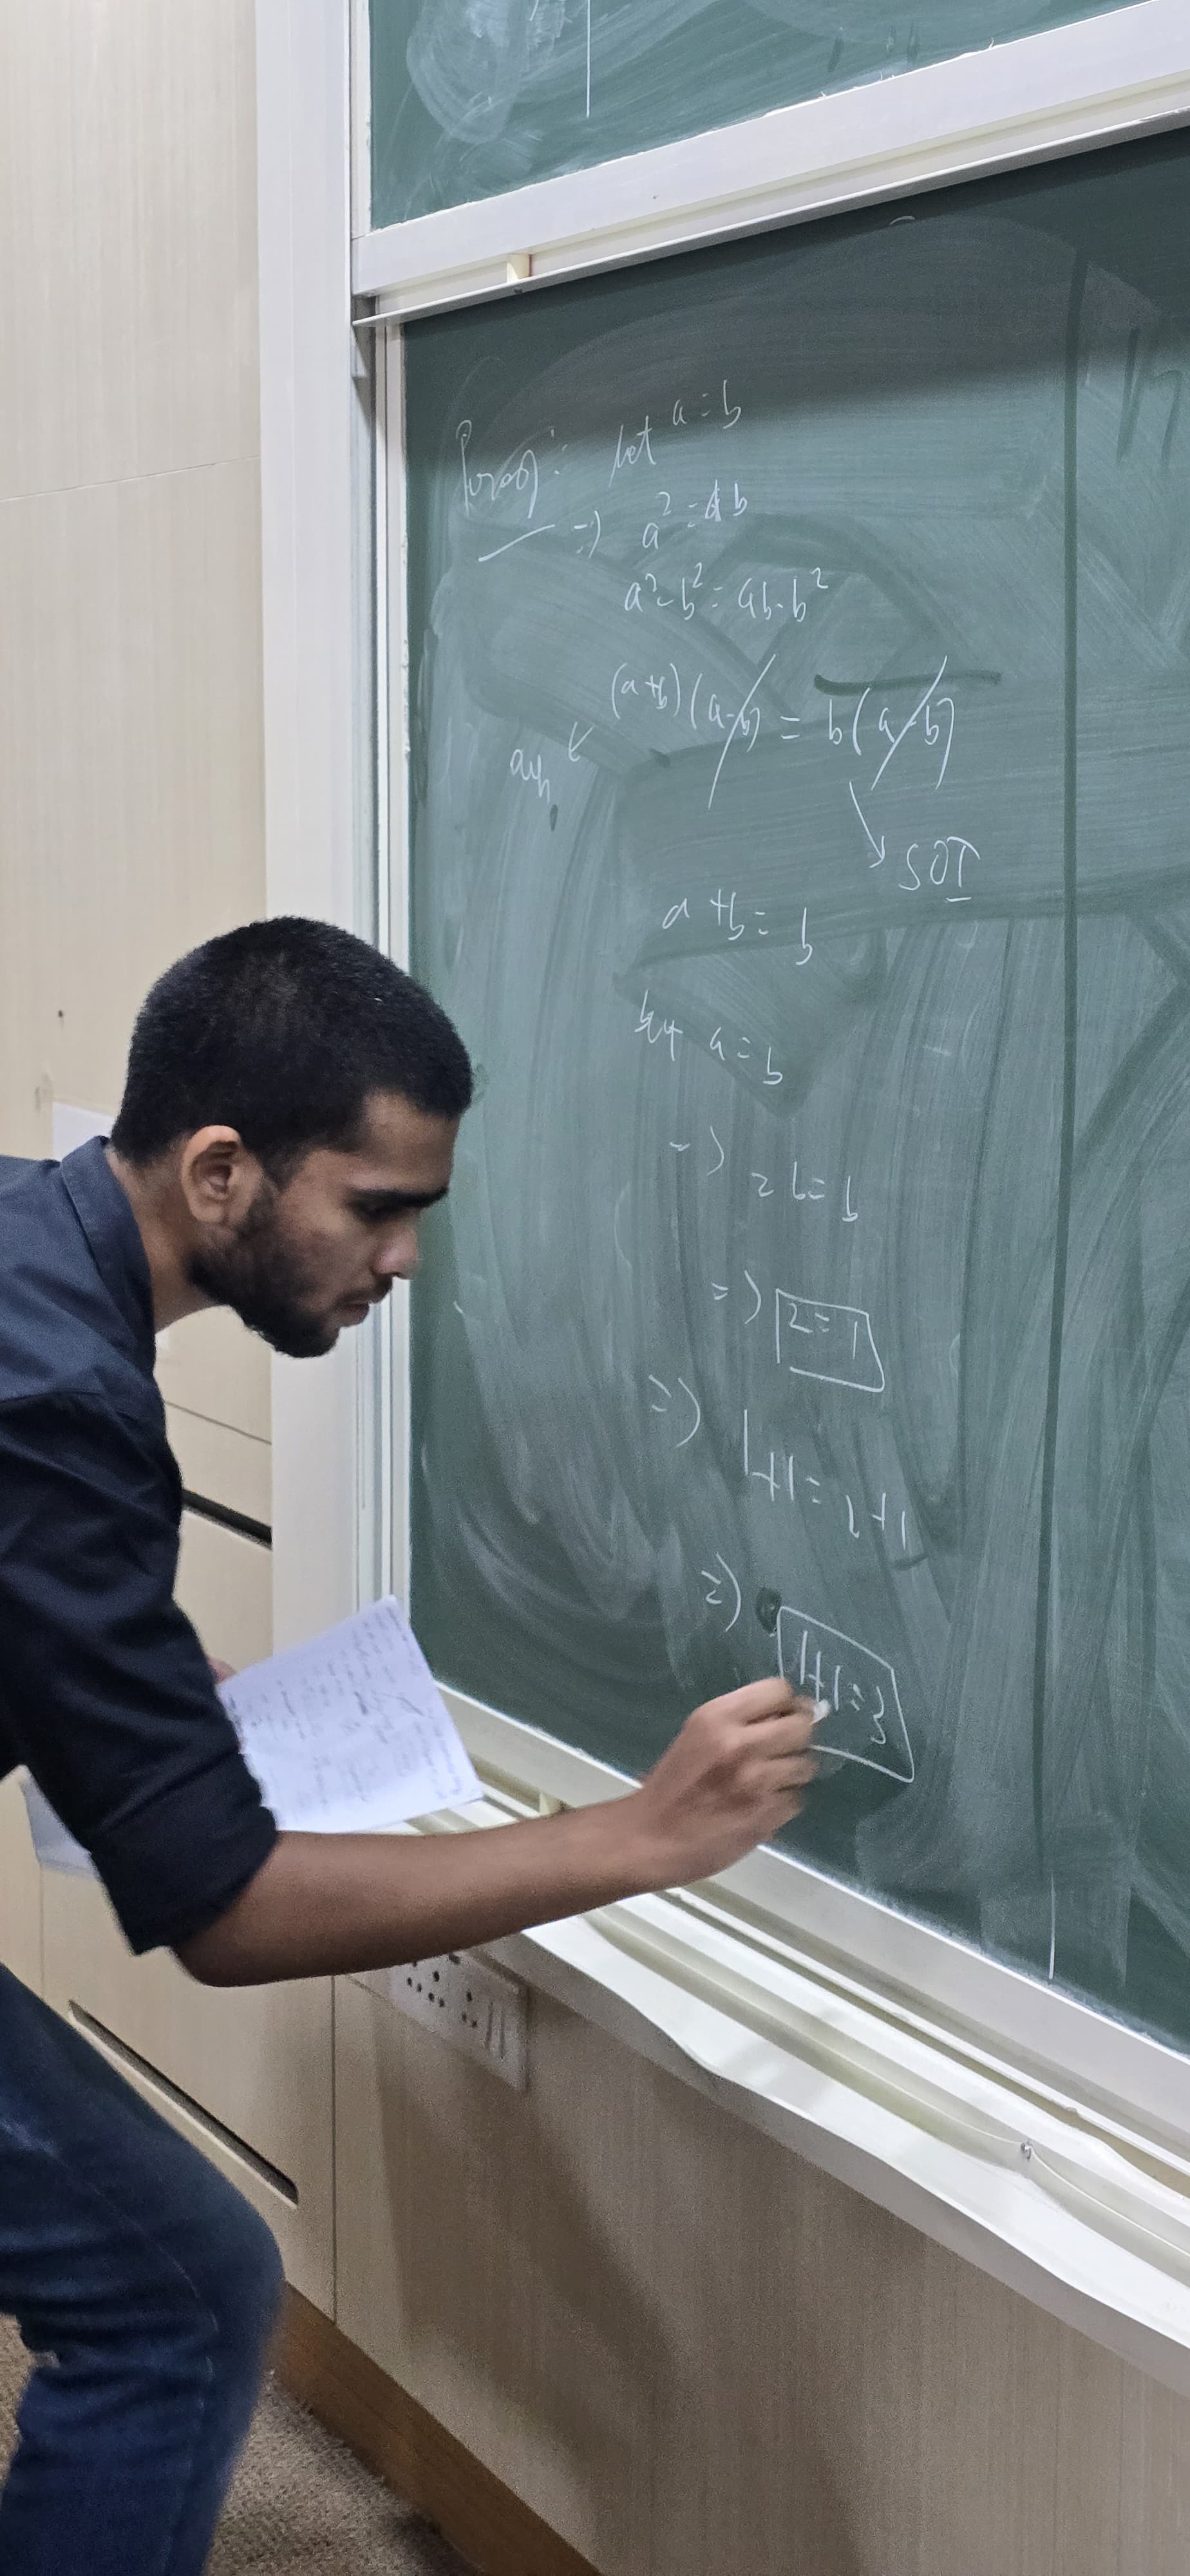 Proof: let a = b
=> a² = ab
a² - b² = ab - b²
(a+b)(a-b) = b(a-b)
SOT
a + b = b
but a = b
=> 2b = b
=> 2 = 1
=> 1+1 = 2+1
=> 1+1 = 3